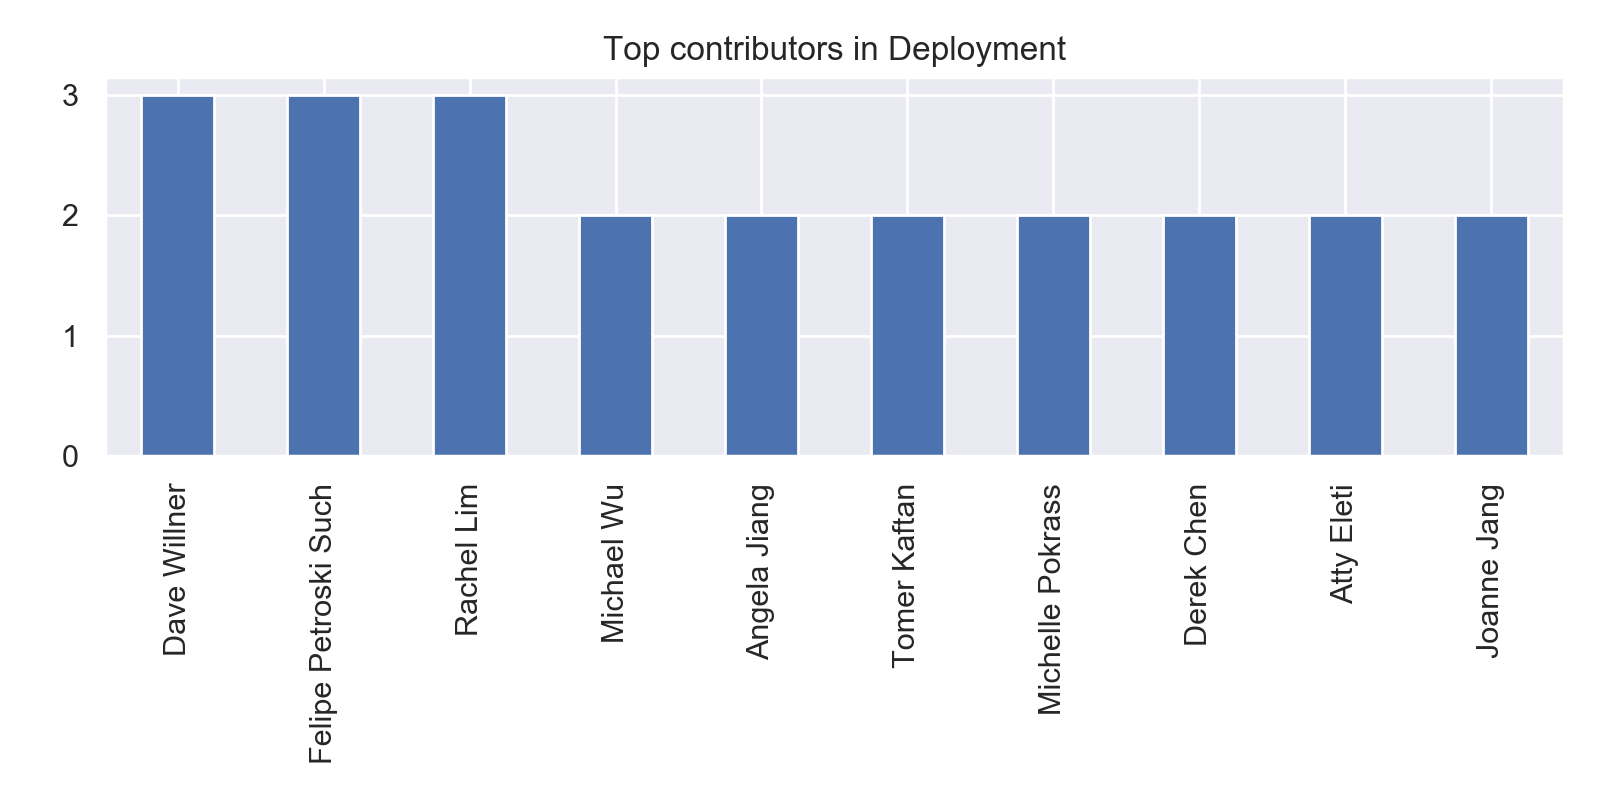 Top contributors in Deployment
3
2
1
0
Dave Willner
Felipe Petroski Such
Rachel Lim
Michael Wu
Angela Jiang
Tomer Kaftan
Michelle Pokrass
Derek Chen
Atty Eleti
Joanne Jang